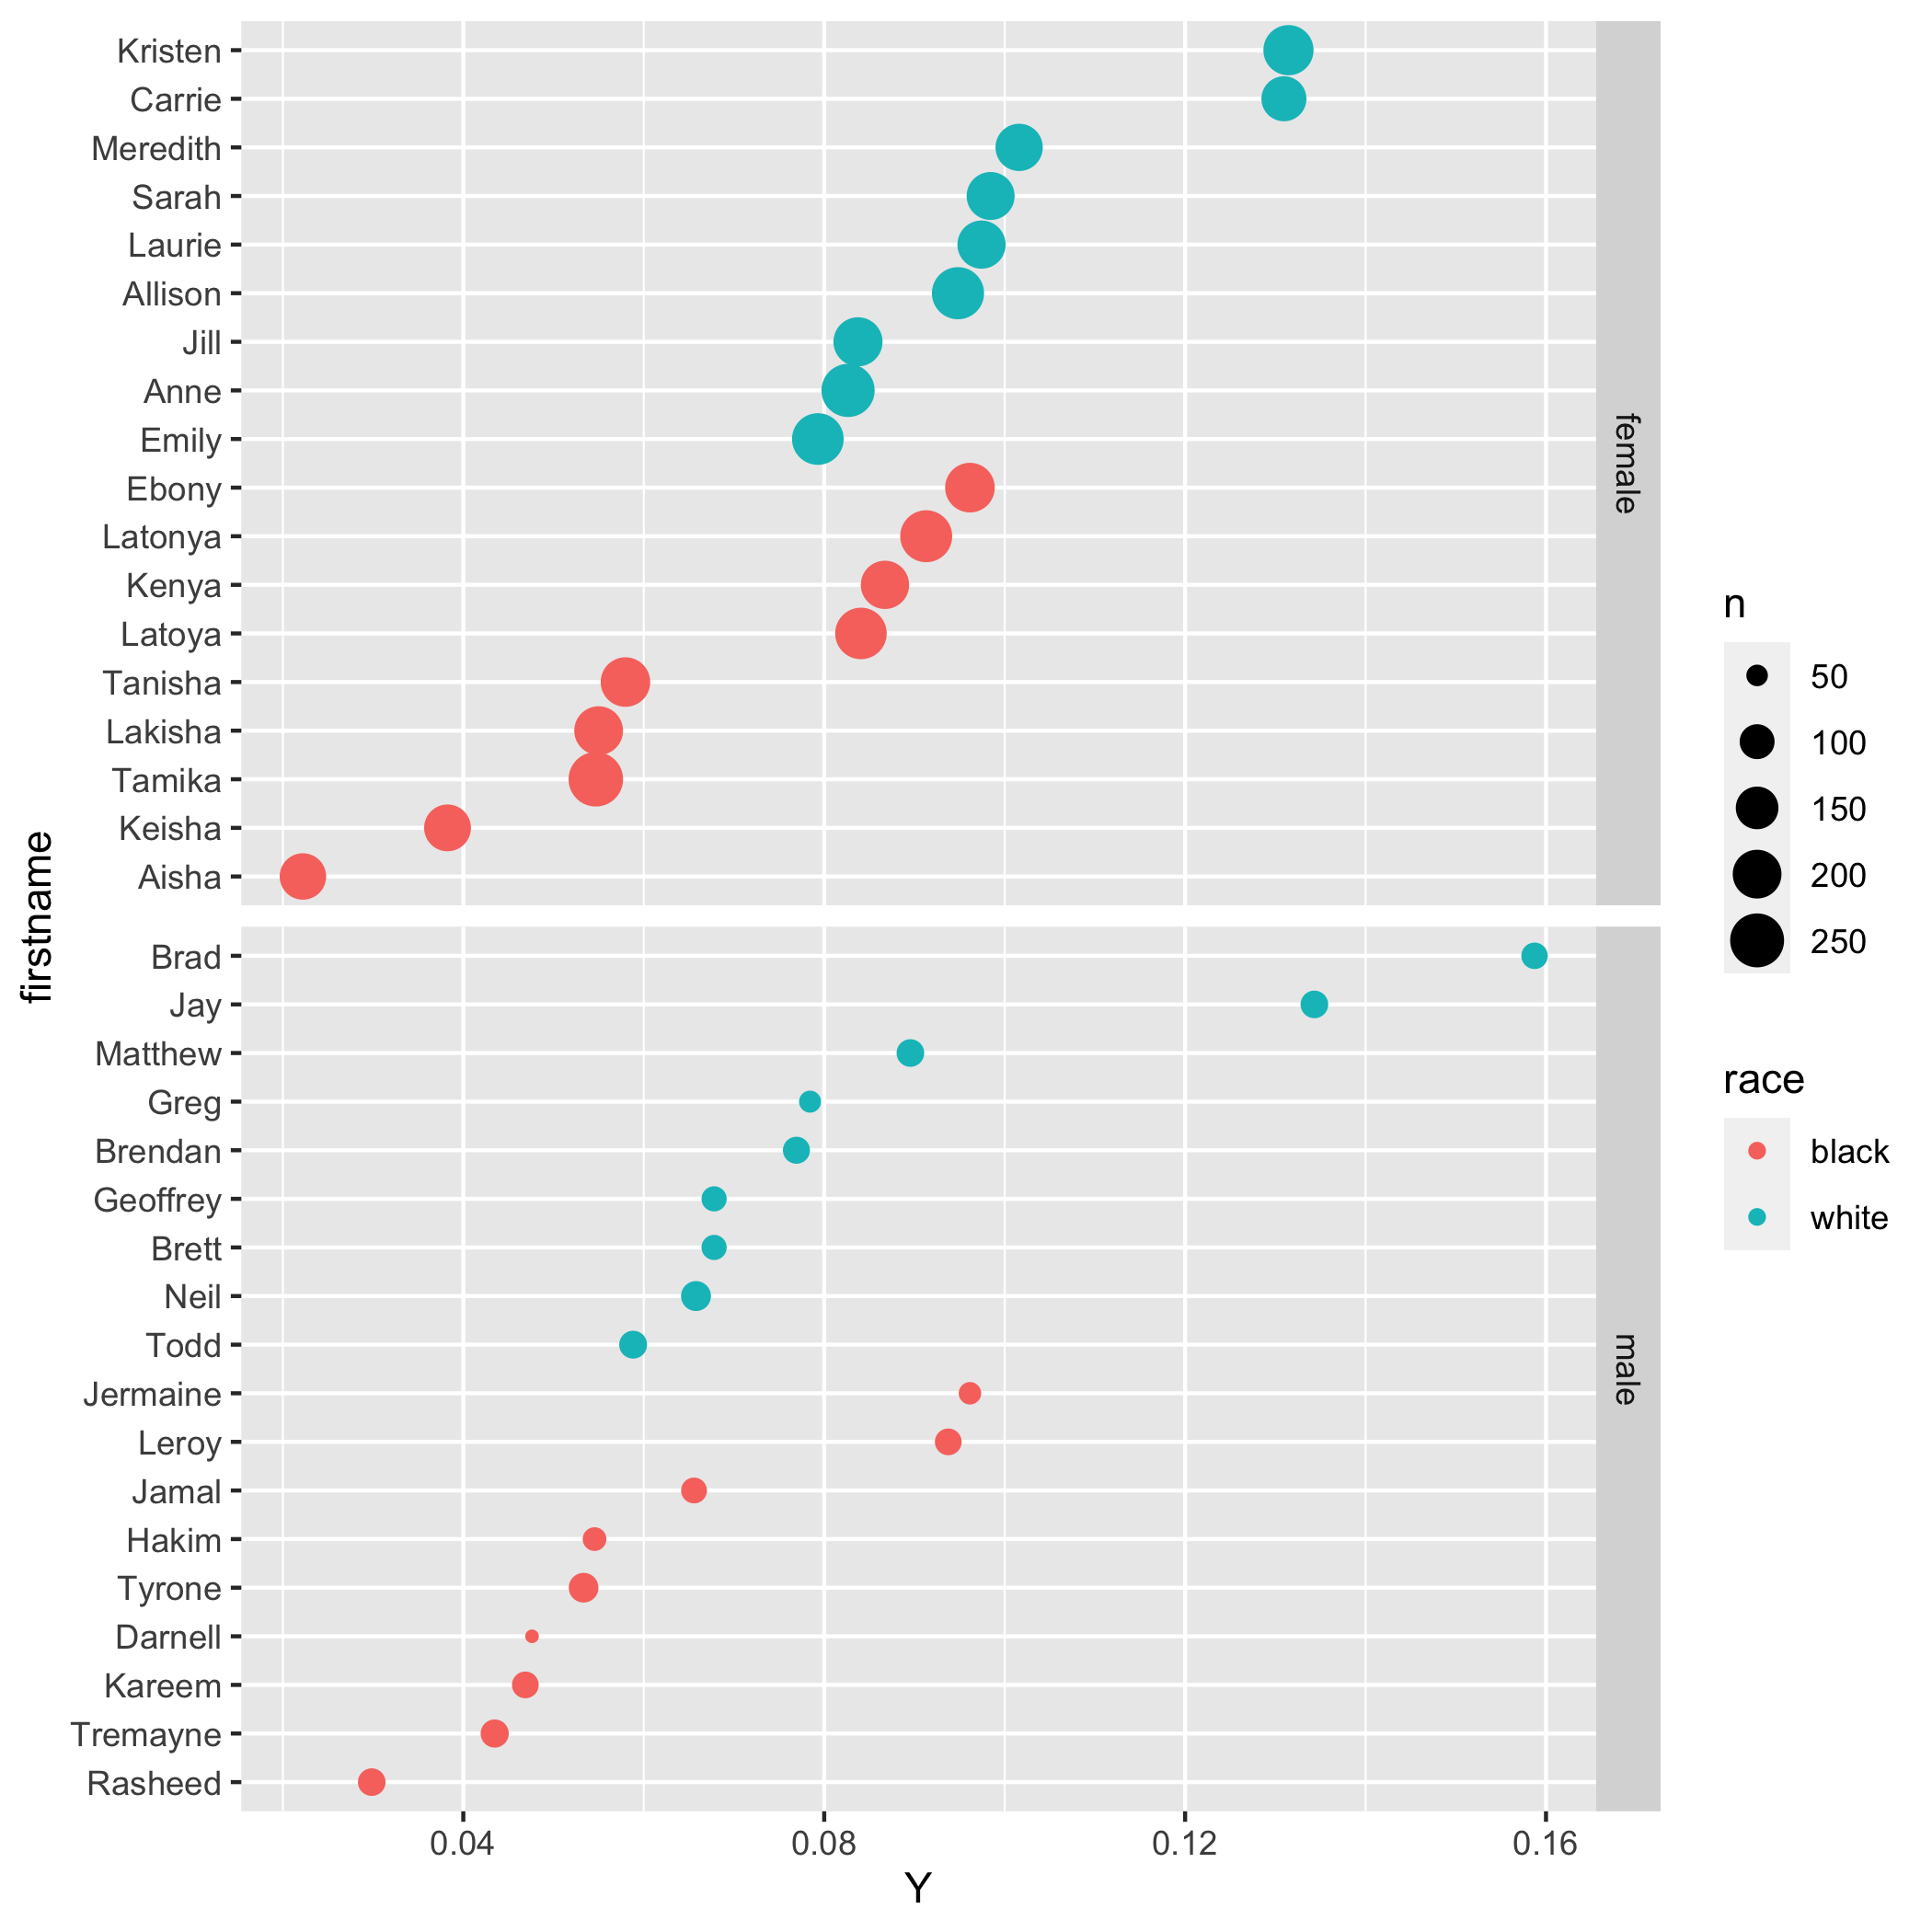 firstname
Kristen
Carrie
Meredith
Sarah
Laurie
Allison
Jill
Anne
Emily
Ebony
Latonya
Kenya
Latoya
Tanisha
Lakisha
Tamika
Keisha
Aisha
female
Brad
Jay
Matthew
Greg
Brendan
Geoffrey
Brett
Neil
Todd
Jermaine
Leroy
Jamal
Hakim
Tyrone
Darnell
Kareem
Tremayne
Rasheed
male
0.04 0.08 0.12 0.16
Y
n
50
100
150
200
250
race
black
white